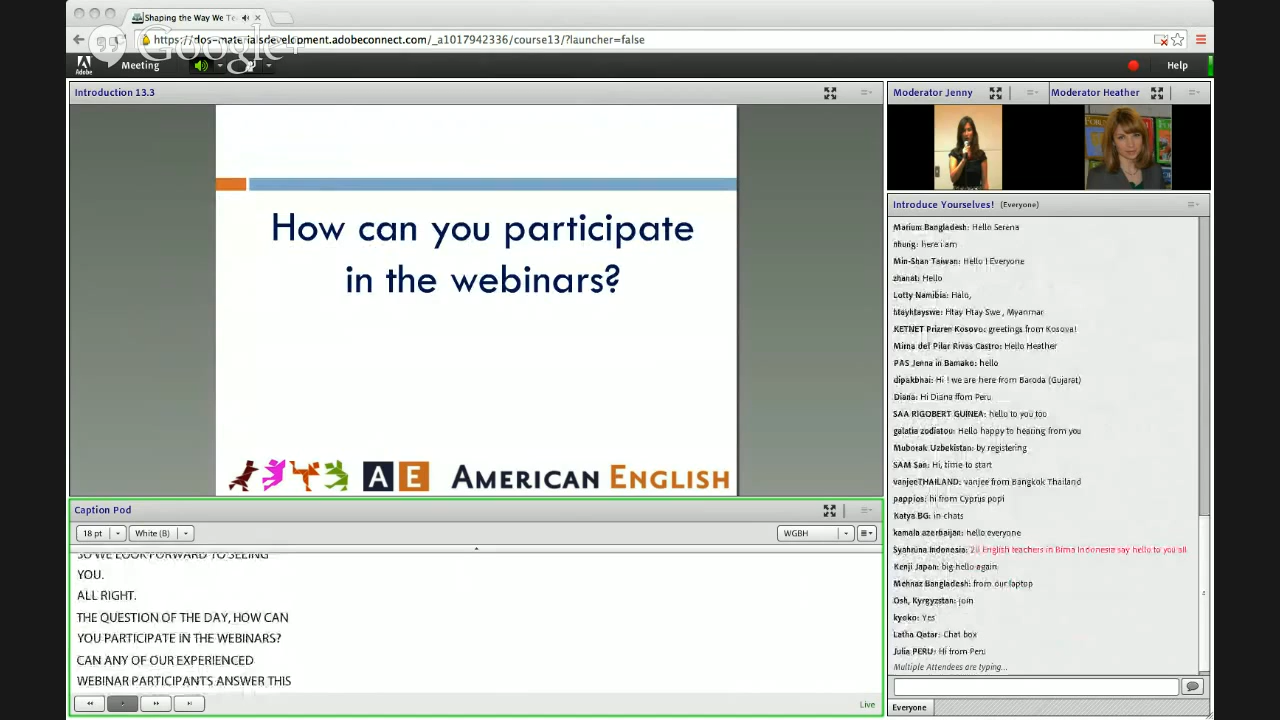 Shaping the Way We Te
https://dos-materialsdevelopment.adobeconnect.com/_a1017942336/course13/?launcher=false
Google+
Meeting
Help
Introduction 13.3
How can you participate
in the webinars?
A E AMERICAN ENGLISH
Moderator Jenny
Moderator Heather
Introduce Yourselves! (Everyone)
Marium Bangladesh: Hello Serena
nhung: here i am
Min-Shan Taiwan: Hello ! Everyone
zhanat: Hello
Lotty Namibia: Halo,
htayhtayswe: Htay Htay Swe , Myanmar
KETNET Prizren Kosovo: greetings from Kosova!
Mirna del Pilar Rivas Castro: Hello Heather
PAS Jenna in Bamako: hello
dipakbhai: Hi ! we are here from Baroda (Gujarat)
Diana: Hi Diana ffom Peru
SAA RIGOBERT GUINEA: hello to you too
galatia zodiatou: Hello happy to hearing from you
Muborak Uzbekistan: by registering
SAM San: Hi, time to start
vanjeeTHAILAND: vanjee from Bangkok Thailand
pappios: hi from Cyprus popi
Katya BG: in chats
kamala azerbaijan: hello everyone
Syahruna Indonesia: English teachers in Bima Indonesia say hello to you all
Kenji Japan: big hello again
Mehnaz Bangladesh: from our laptop
Osh, Kyrgyzstan: join
kyoko: Yes
Latha Qatar: Chat box
Julia PERU: Hi from Peru
Multiple Attendees are typing...
Everyone
Caption Pod
18 pt
White (B)
WGBH
SO WE LOOK FORWARD TO SEEING
YOU.
ALL RIGHT.
THE QUESTION OF THE DAY, HOW CAN
YOU PARTICIPATE IN THE WEBINARS?
CAN ANY OF OUR EXPERIENCED
WEBINAR PARTICIPANTS ANSWER THIS
Live